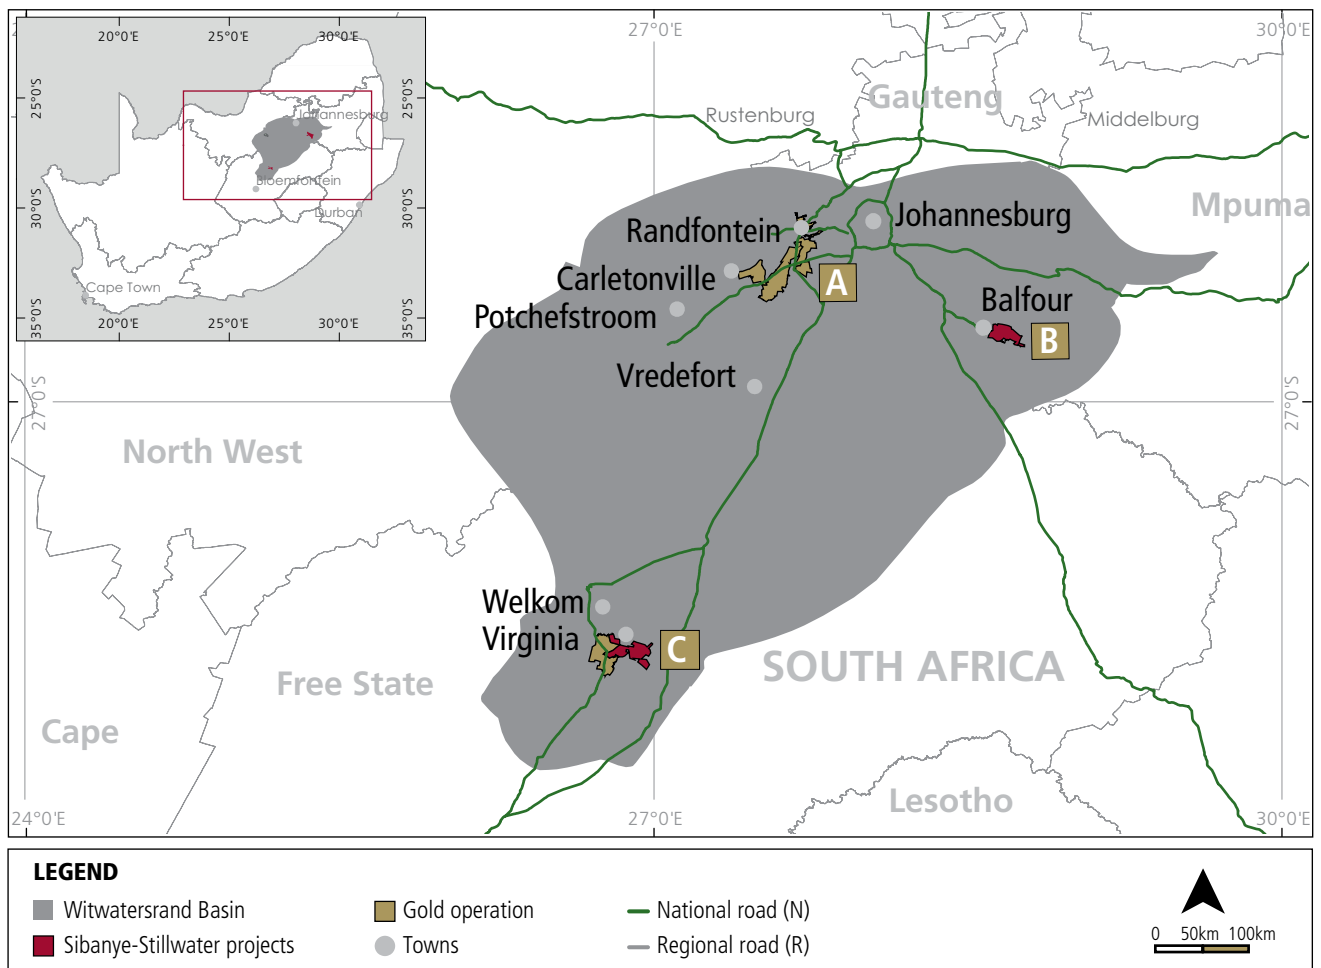 20°0'E 25°0'E 30°0'E
27°0'E
30°0'E
25°0'S
25°0'S
Johannesburg
Bloemfontein
Durban
30°0'S
30°0'S
Cape Town
35°0'S
35°0'S
20°0'E 25°0'E 30°0'E
Gauteng
Rustenburg
Middelburg
Mpuma
Randfontein
Johannesburg
Carletonville
A
Potchefstroom
Balfour
B
Vredefort
27°0'S
27°0'S
North West
Welkom
Virginia
C
SOUTH AFRICA
Free State
Cape
Lesotho
24°0'E
27°0'E
30°0'E
LEGEND
Witwatersrand Basin
Gold operation
National road (N)
Sibanye-Stillwater projects
Towns
Regional road (R)
0 50km 100km